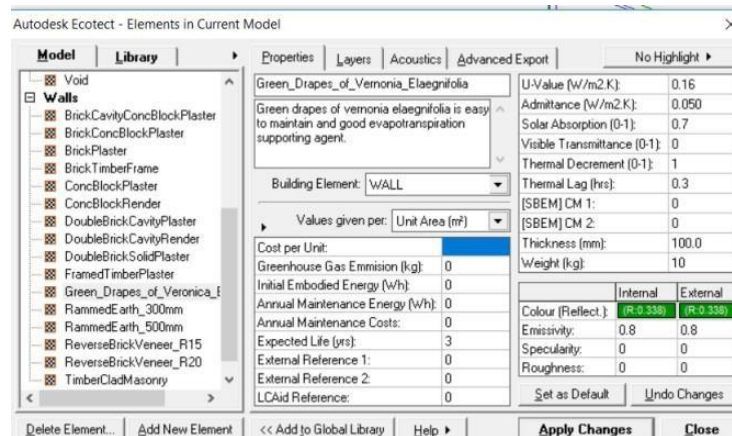 Autodesk Ecotect - Elements in Current Model
Model
Library
Void
Walls
BrickCavityConcBlockPlaster
BrickConcBlockPlaster
BrickPlaster
BrickTimberFrame
ConcBlockPlaster
ConcBlockRender
DoubleBrickCavityPlaster
DoubleBrickCavityRender
DoubleBrickSolidPlaster
FramedTimberPlaster
Green_Drapes_of_Veronica_E
RammedEarth_300mm
RammedEarth_500mm
ReverseBrickVeneer_R15
ReverseBrickVeneer_R20
TimberCladMasonry
Delete Element...
Add New Element
Properties
Layers
Acoustics
Advanced Export
Green_Drapes_of_Vernonia_Elaegnifolia
Green drapes of vernonia elaegnifolia is easy
to maintain and good evapotranspiration
supporting agent.
Building Element: WALL
Values given per: Unit Area (m²)
Cost per Unit:
Greenhouse Gas Emmision (kg): 0
Initial Embodied Energy (Wh): 0
Annual Maintenance Energy (Wh): 0
Annual Maintenance Costs: 0
Expected Life (yrs): 3
External Reference 1: 0
External Reference 2: 0
LCAid Reference: 0
<< Add to Global Library
Help
No Highlight
U-Value (W/m2.K): 0.16
Admittance (W/m2.K): 0.050
Solar Absorption (0-1): 0.7
Visible Transmittance (0-1): 0
Thermal Decrement (0-1): 1
Thermal Lag (hrs): 0.3
[SBEM] CM 1: 0
[SBEM] CM 2: 0
Thickness (mm): 100.0
Weight (kg): 10
Internal External
Colour (Reflect.): (R:0.338) (R:0.338)
Emissivity: 0.8 0.8
Specularity: 0 0
Roughness: 0 0
Set as Default
Undo Changes
Apply Changes
Close